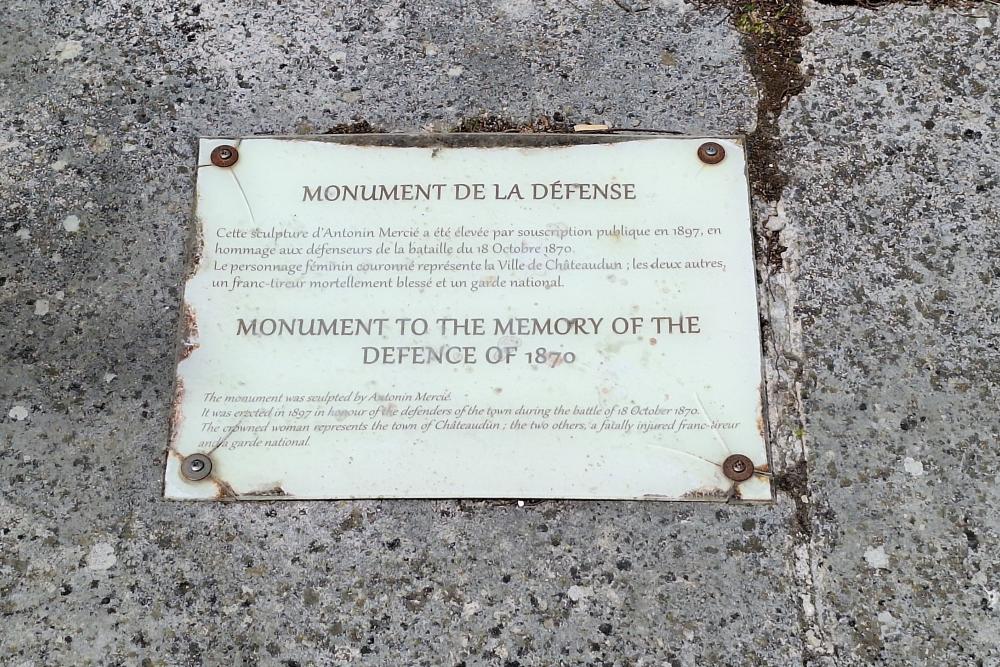 MONUMENT DE LA DÉFENSE
Cette sculpture d'Antonin Mercié a été élevée par souscription publique en 1897, en
hommage aux défenseurs de la bataille du 18 Octobre 1870.
Le personnage féminin couronné représente la Ville de Châteaudun ; les deux autres,
un franc-tireur mortellement blessé et un garde national.
MONUMENT TO THE MEMORY OF THE
DEFENCE OF 1870
The monument was sculpted by Antonin Mercié.
It was erected in 1897 in honour of the defenders of the town during the battle of 18 October 1870.
The crowned woman represents the town of Châteaudun ; the two others, a fatally injured franc-tireur
and a garde national.